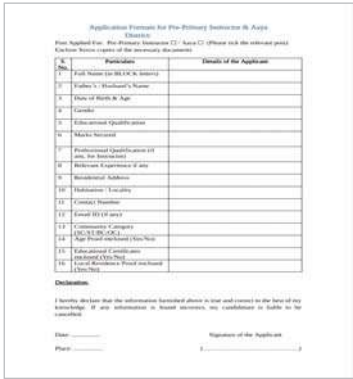 Application Format for Pre-Primary Instructor & Aaya
District:
Post Applied For: Pre-Primary Instructor ☐ / Aaya ☐ (Please tick the relevant post)
Enclose Xerox copies of the necessary documents
S. No. Particulars Details of the Applicant
1 Full Name (in BLOCK letters)
2 Father's / Husband's Name
3 Date of Birth & Age
4 Gender
5 Educational Qualification
6 Marks Secured
7 Professional Qualification (if
any, for Instructor)
8 Relevant Experience if any
9 Residential Address
10 Habitation / Locality
11 Contact Number
12 Email ID (if any)
13 Community Category
(SC/ST/BC/OC)
14 Age Proof enclosed (Yes/No)
15 Educational Certificates
enclosed (Yes/No)
16 Local Residence Proof enclosed
(Yes/No)
Declaration:
I hereby declare that the information furnished above is true and correct to the best of my
knowledge. If any information is found incorrect, my candidature is liable to be
cancelled.
Date: .............. Signature of the Applicant
Place: .............. (................................)